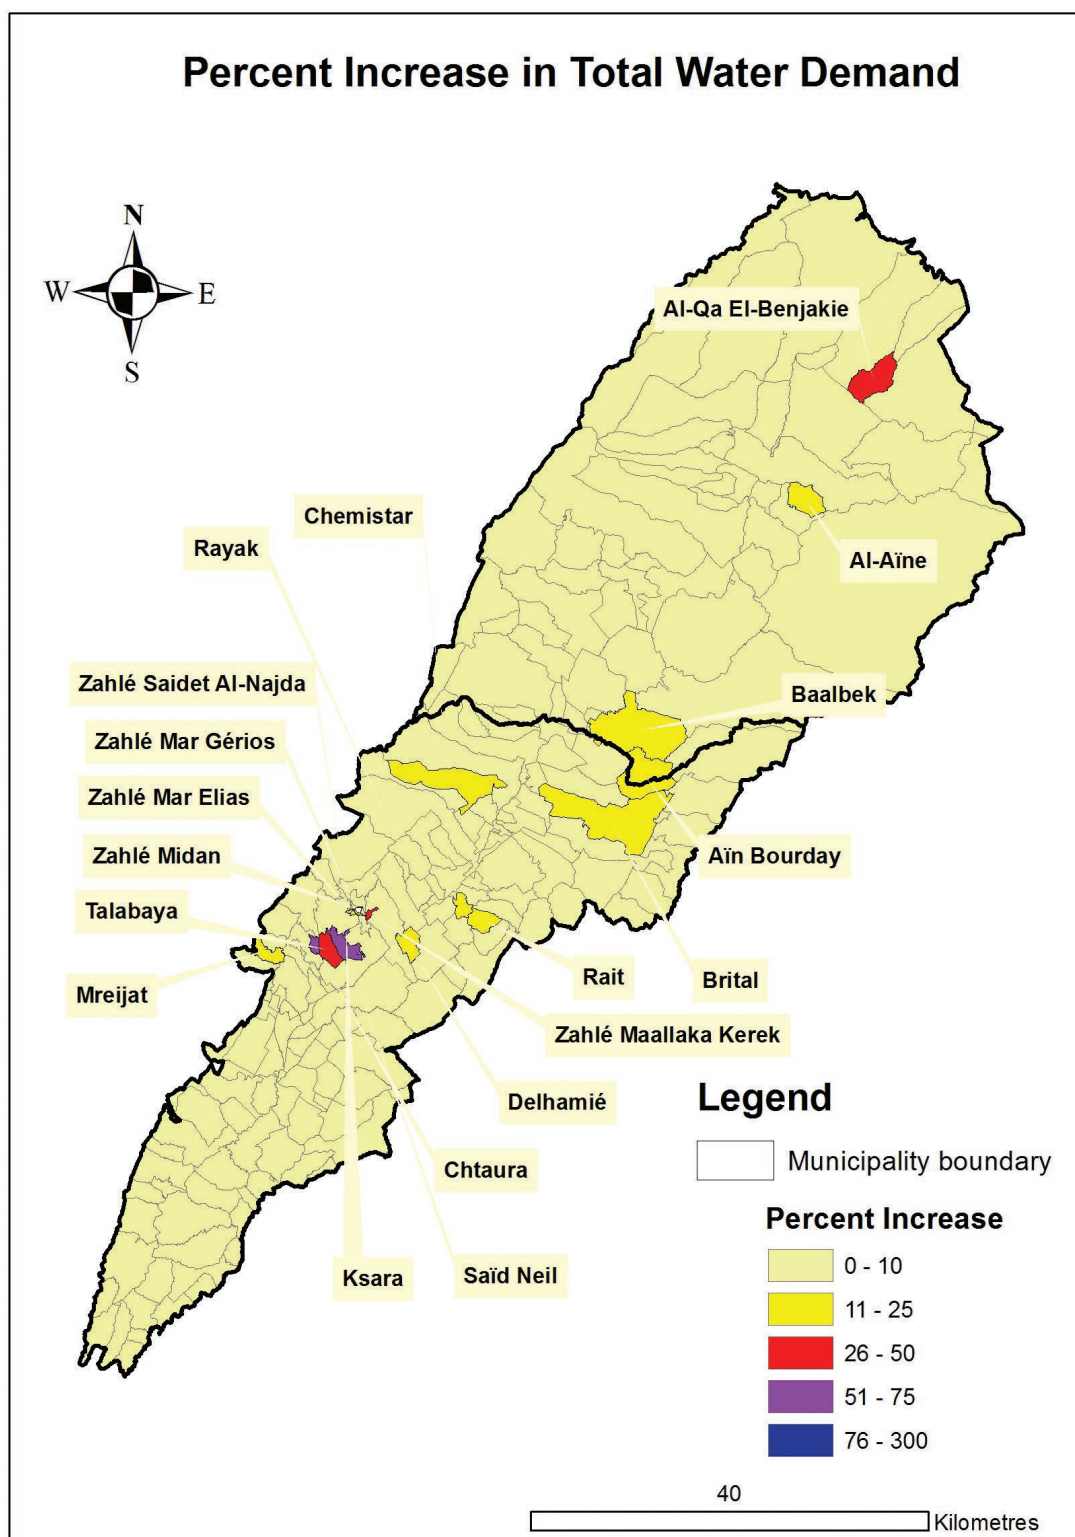 Percent Increase in Total Water Demand
N
W
E
S
Al-Qa El-Benjakie
Chemistar
Rayak
Al-Aïne
Zahlé Saidet Al-Najda
Baalbek
Zahlé Mar Gérios
Zahlé Mar Elias
Zahlé Midan
Aïn Bourday
Talabaya
Mreijat
Rait
Brital
Zahlé Maallaka Kerek
Delhamié
Chtaura
Ksara
Saïd Neil
Legend
Municipality boundary
Percent Increase
0 - 10
11 - 25
26 - 50
51 - 75
76 - 300
40
Kilometres